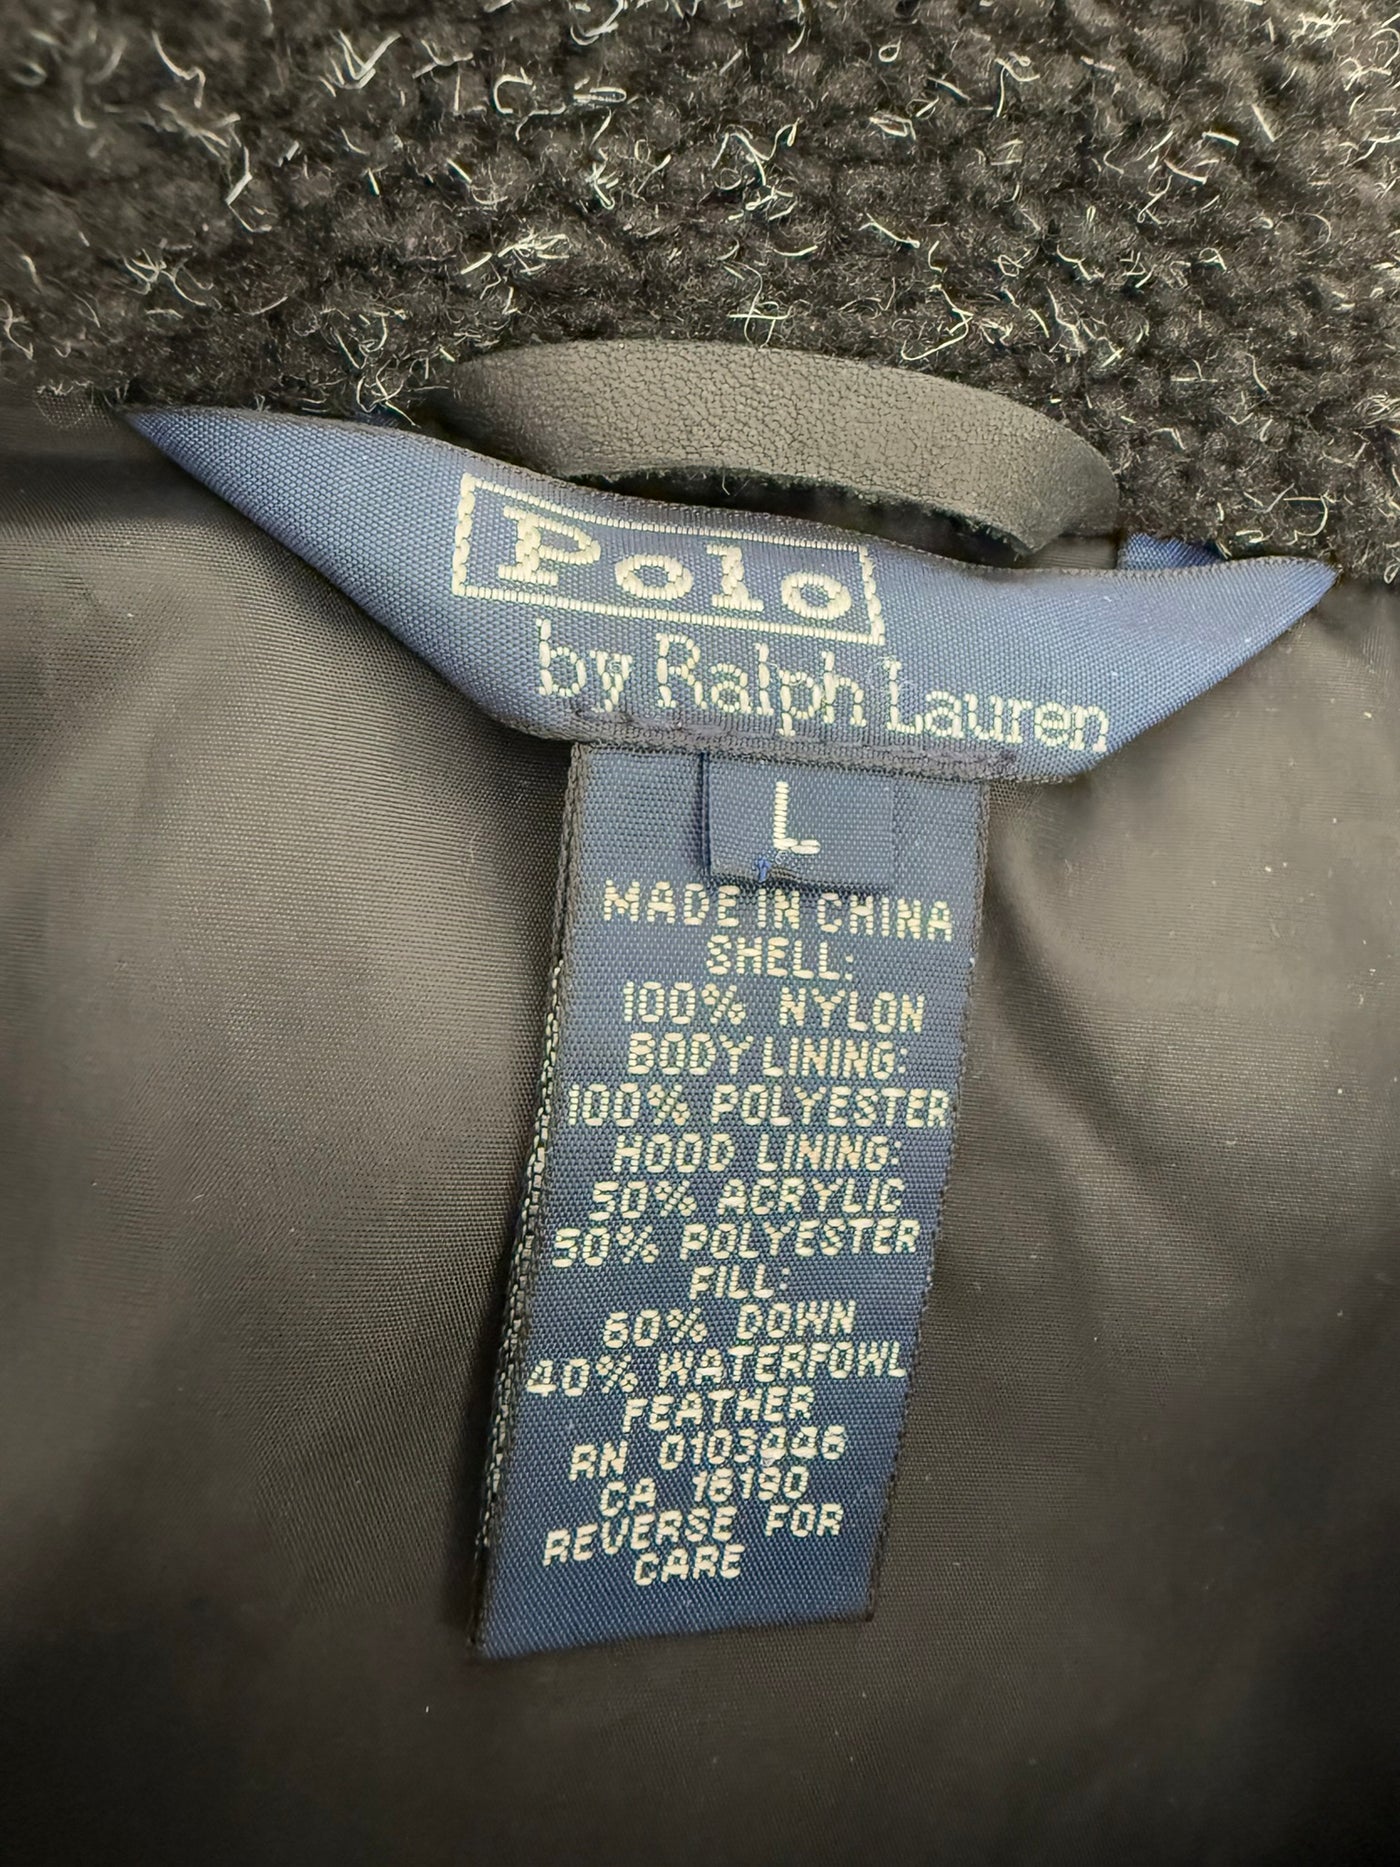 Polo
by Ralph Lauren
L
MADE IN CHINA
SHELL:
100% NYLON
BODY LINING:
100% POLYESTER
HOOD LINING:
50% ACRYLIC
50% POLYESTER
FILL:
60% DOWN
40% WATERFOWL
FEATHER
RN
CA 16190
REVERSE FOR
CARE